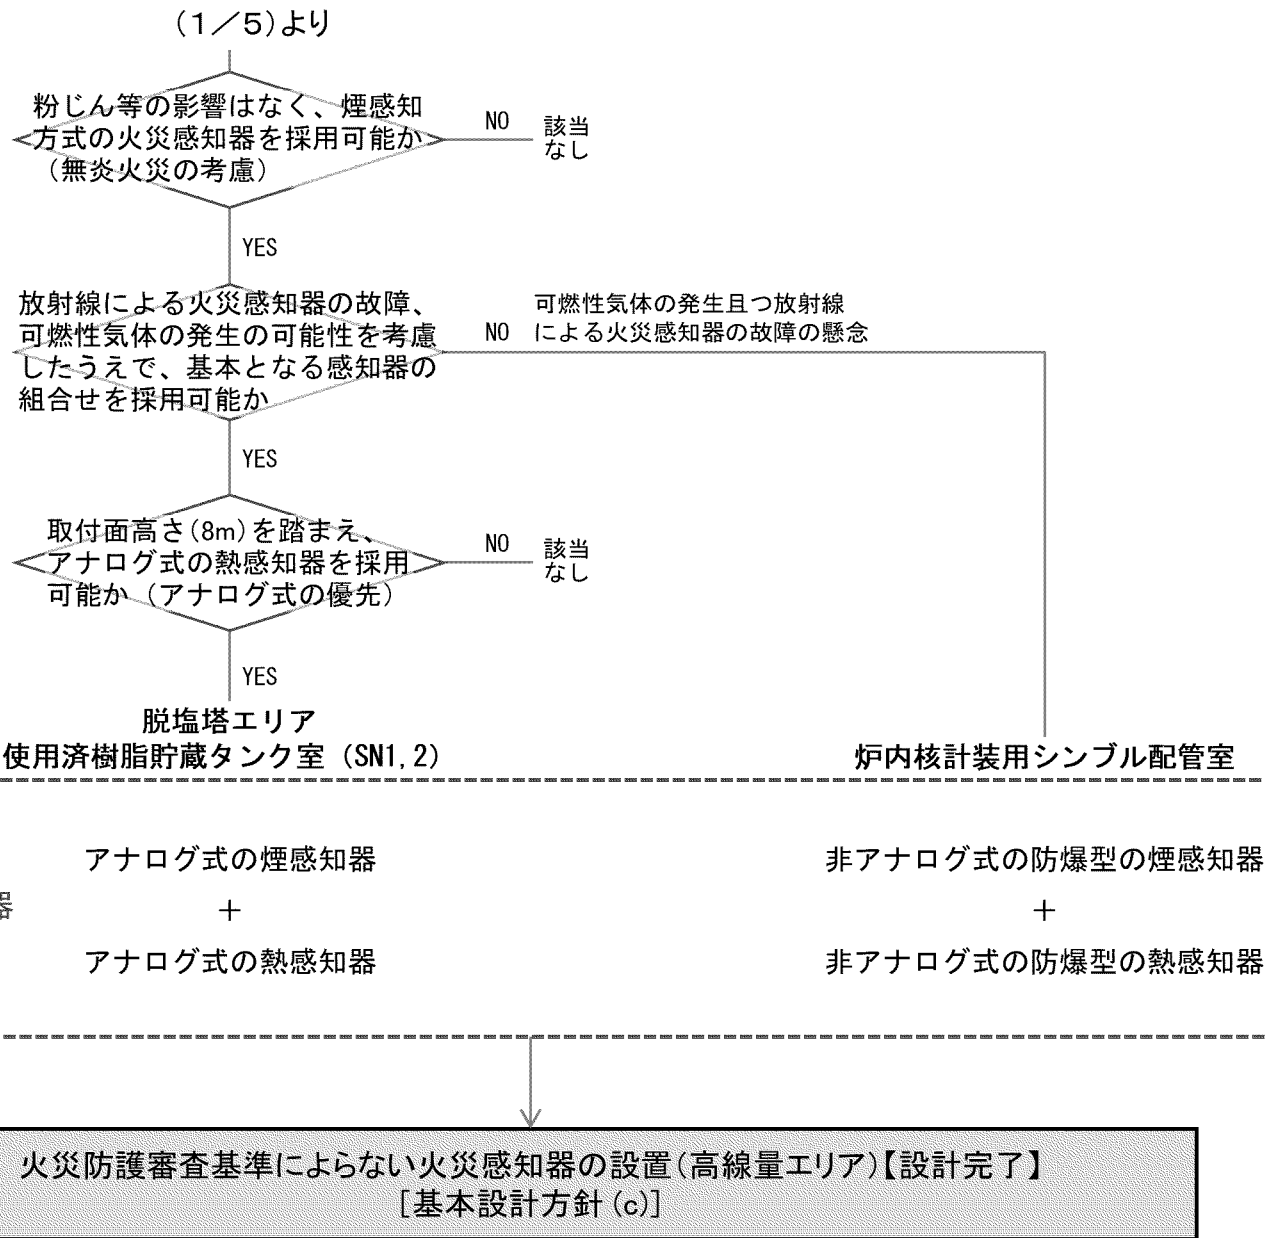 (1／5)より
粉じん等の影響はなく、煙感知
方式の火災感知器を採用可能か
（無炎火災の考慮）
NO
該当
なし
YES
放射線による火災感知器の故障、
可燃性気体の発生の可能性を考慮
したうえで、基本となる感知器の
組合せを採用可能か
NO
可燃性気体の発生且つ放射線
による火災感知器の故障の懸念
YES
取付面高さ(8m)を踏まえ、
アナログ式の熱感知器を採用
可能か（アナログ式の優先）
NO
該当
なし
YES
脱塩塔エリア
使用済樹脂貯蔵タンク室（SN1,2）
炉内核計装用シンブル配管室
アナログ式の煙感知器
＋
アナログ式の熱感知器
器
非アナログ式の防爆型の煙感知器
＋
非アナログ式の防爆型の熱感知器
火災防護審査基準によらない火災感知器の設置(高線量エリア)【設計完了】
[基本設計方針(c)]